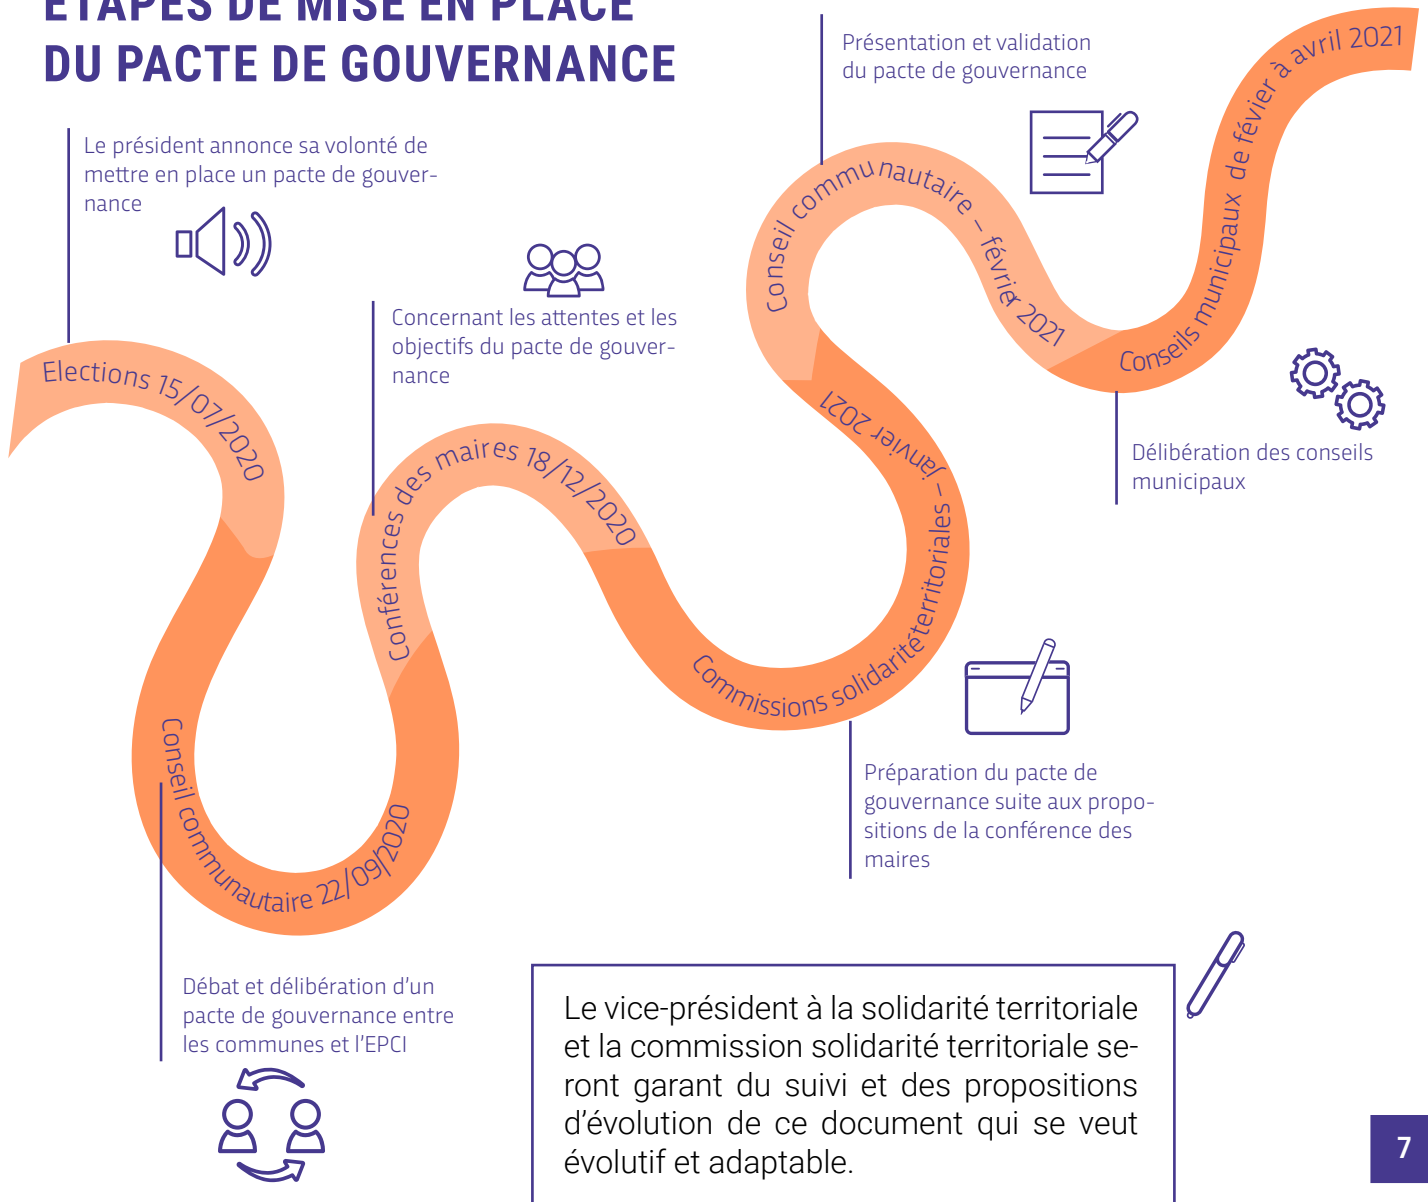 ETAPES DE MISE EN PLACE
DU PACTE DE GOUVERNANCE
Le président annonce sa volonté de
mettre en place un pacte de gouver-
nance
Elections 15/07/2020
Conseil communautaire 22/09/2020
Débat et délibération d'un
pacte de gouvernance entre
les communes et l'EPCI
Concernant les attentes et les
objectifs du pacte de gouver-
nance
Conférences des maires 18/12/2020
Commissions solidarité territoriales – janvier 2021
Préparation du pacte de
gouvernance suite aux propo-
sitions de la conférence des
maires
Présentation et validation
du pacte de gouvernance
Conseil communautaire – février 2021
Conseils municipaux de févier à avril 2021
Délibération des conseils
municipaux
Le vice-président à la solidarité territoriale
et la commission solidarité territoriale se-
ront garant du suivi et des propositions
d'évolution de ce document qui se veut
évolutif et adaptable.
7